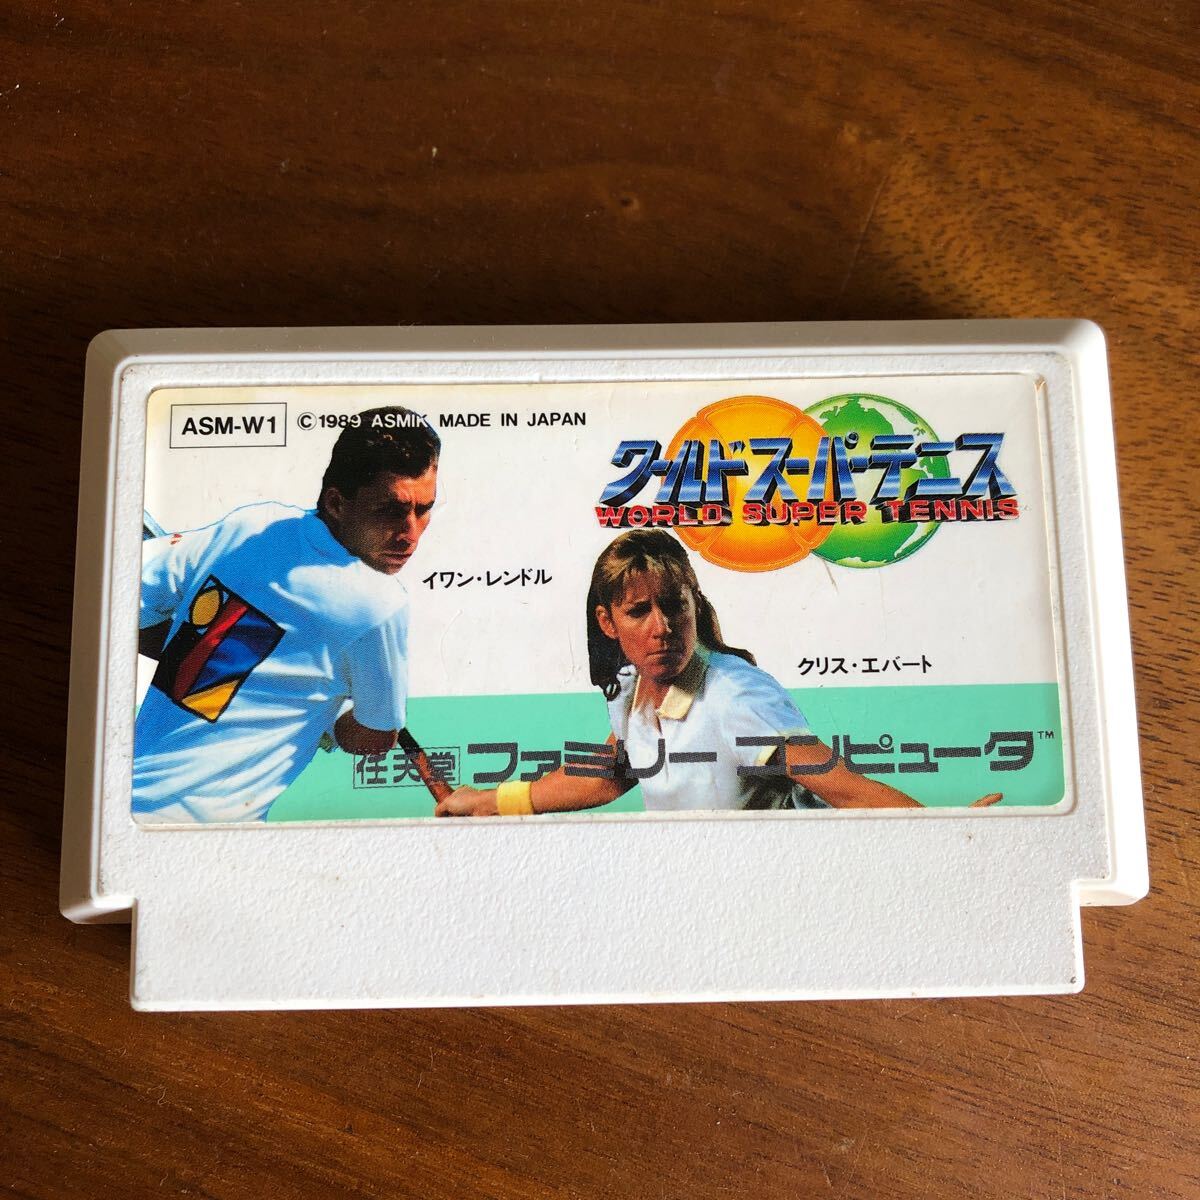 ASM-W1
©1989 ASMIK MADE IN JAPAN
ワールドスーパーテニス
WORLD SUPER TENNIS
イワン・レンドル
クリス・エバート
任天堂 ファミリー コンピュータ™